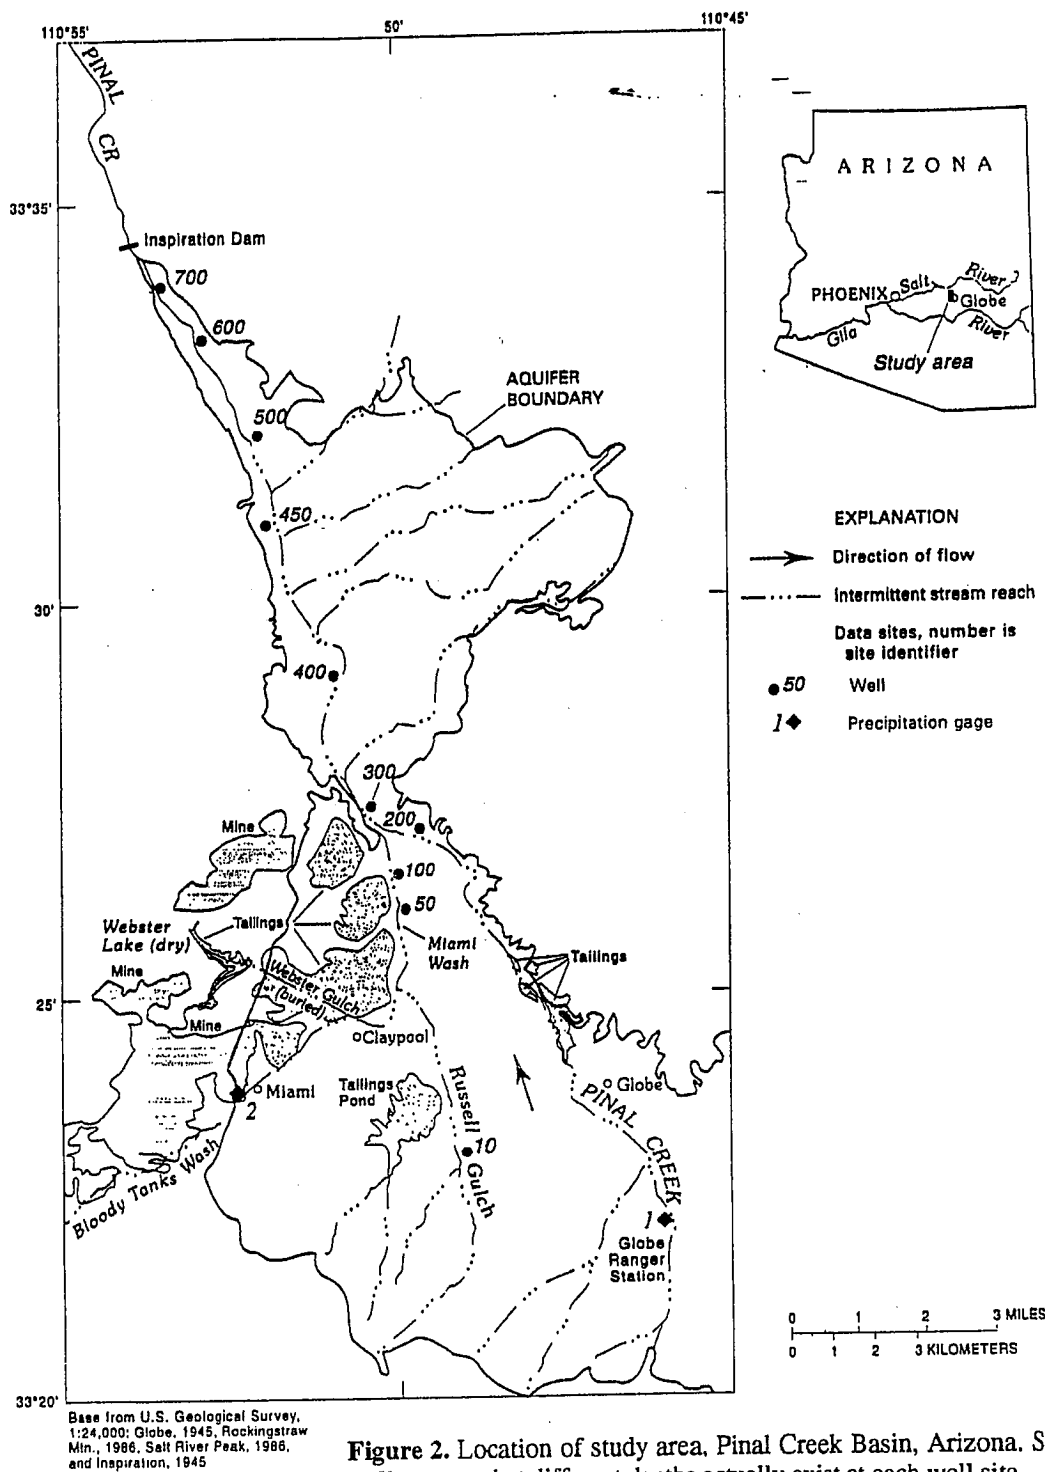 110°55'
50'
110°45'
PINAL
CR
33°35'
Inspiration Dam
700
600
500
450
400
300
200
100
50
AQUIFER
BOUNDARY
ARIZONA
PHOENIX
Salt
River
Globe
Gila
River
Study area
EXPLANATION
Direction of flow
Intermittent stream reach
Data sites, number is
site identifier
50 Well
1 Precipitation gage
30'
Mine
Tailings
Webster
Lake (dry)
Mine
Webster Gulch
(buried)
Miami
Wash
Tailings
25'
Mine
Claypool
Miami
2
Tailings
Pond
Russell
Gulch
10
Globe
PINAL
CREEK
1
Globe
Ranger
Station
Bloody Tanks Wash
0 1 2 3 MILES
0 1 2 3 KILOMETERS
33°20'
Base from U.S. Geological Survey,
1:24,000: Globe, 1945, Rockingstraw
Mtn., 1986, Salt River Peak, 1986,
and Inspiration, 1945
Figure 2. Location of study area, Pinal Creek Basin, Arizona. S